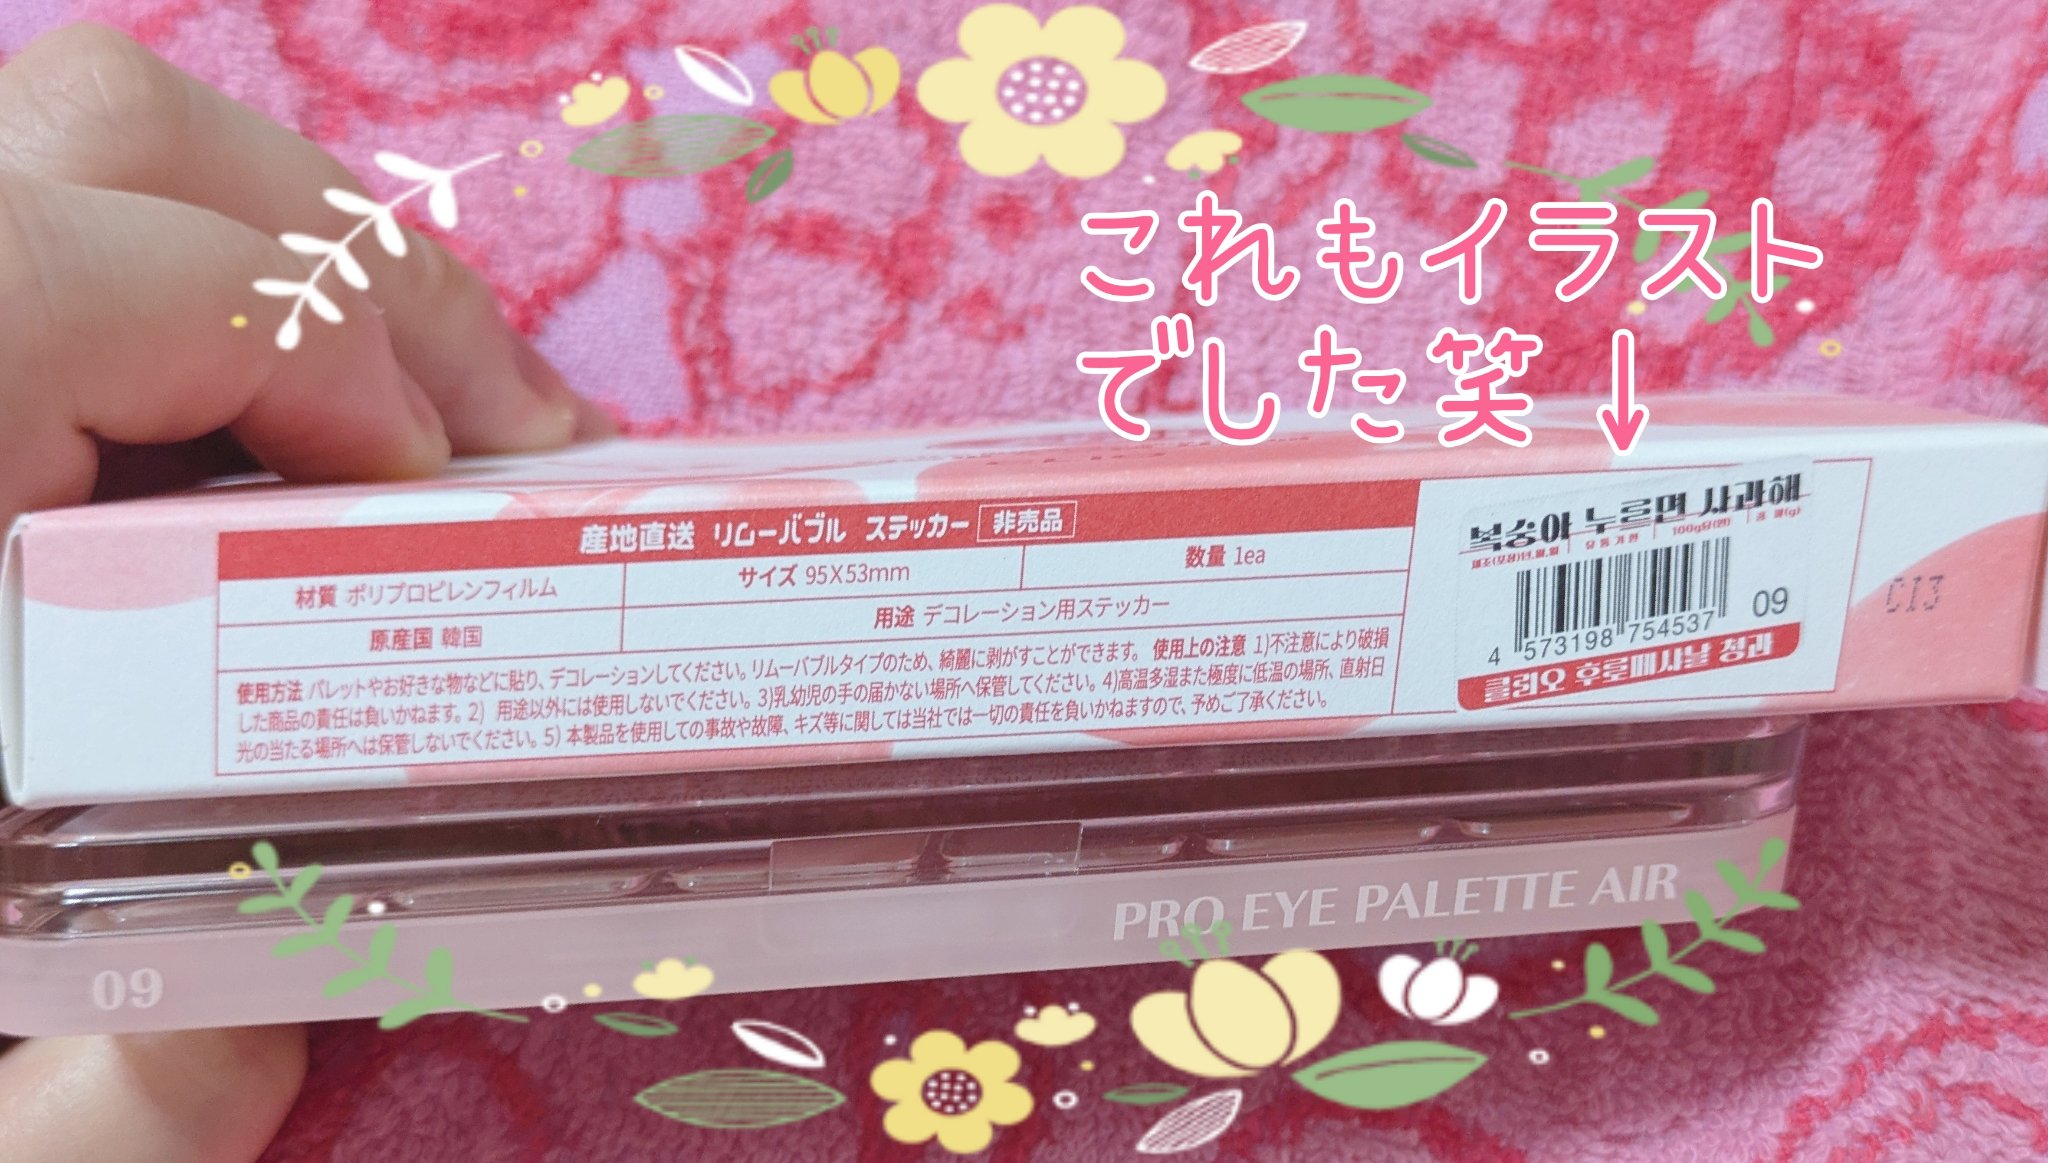 これもイラスト
でした笑 ↓
産地直送 リムーバブル ステッカー 非売品
材質 ポリプロピレンフィルム
サイズ 95X53mm
数量 1ea
原産国 韓国
用途 デコレーション用ステッカー
使用方法 パレットやお好きな物などに貼り、デコレーションしてください。リムーバブルタイプのため、綺麗に剥がすことができます。 使用上の注意 1)不注意により破損
した商品の責任は負いかねます。2) 用途以外には使用しないでください。3)乳幼児の手の届かない場所へ保管してください。4)高温多湿また極度に低温の場所、直射日
光の当たる場所へは保管しないでください。5) 本製品を使用しての事故や故障、キズ等に関しては当社では一切の責任を負いかねますので、予めご了承ください。
복숭아 누르면 사과해
100g당(원)
유통기한
4 573198 754537
09
클리오 후로페셔날 청과
C13
PRO EYE PALETTE AIR
09